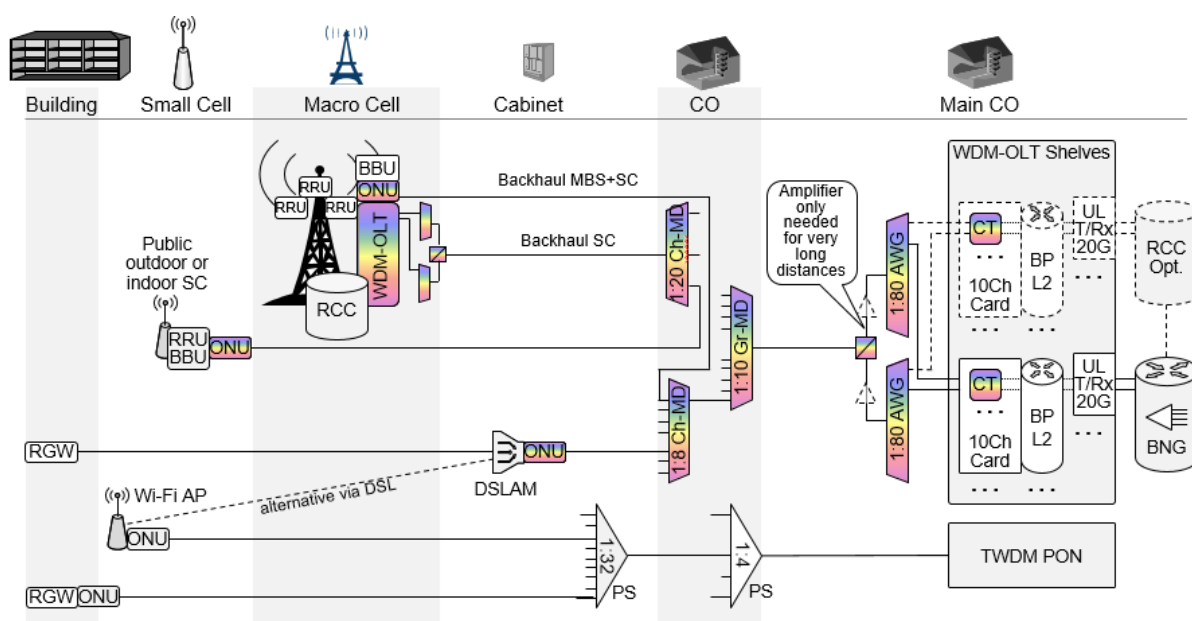 Building
Small Cell
Macro Cell
Cabinet
CO
Main CO
WDM-OLT Shelves
BBU
ONU
RRU
RRU
RRU
WDM-OLT
RCC
Backhaul MBS+SC
Backhaul SC
1:20 Ch-MD
Amplifier
only
needed
for very
long
distances
1:80 AWG
CT
10Ch
Card
BP
L2
UL
T/Rx
20G
RCC
Opt.
Public
outdoor or
indoor SC
RRU
BBU
ONU
1:10 Gr-MD
1:8 Ch-MD
1:80 AWG
CT
10Ch
Card
BP
L2
UL
T/Rx
20G
BNG
RGW
ONU
DSLAM
alternative via DSL
Wi-Fi AP
ONU
1:32
PS
1:4
PS
TWDM PON
RGW
ONU